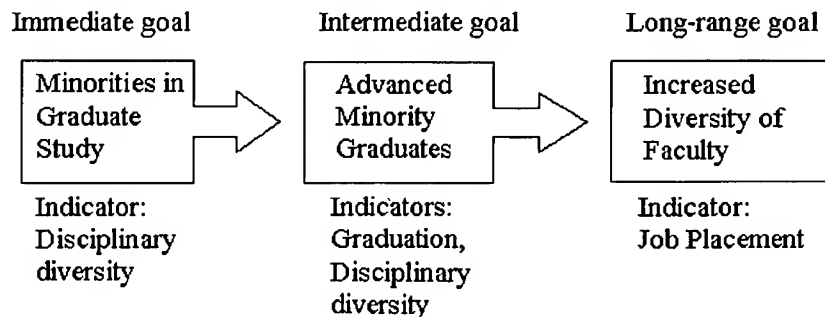 Immediate goal
Intermediate goal
Long-range goal
Minorities in
Graduate
Study
Advanced
Minority
Graduates
Increased
Diversity of
Faculty
Indicator:
Disciplinary
diversity
Indicators:
Graduation,
Disciplinary
diversity
Indicator:
Job Placement